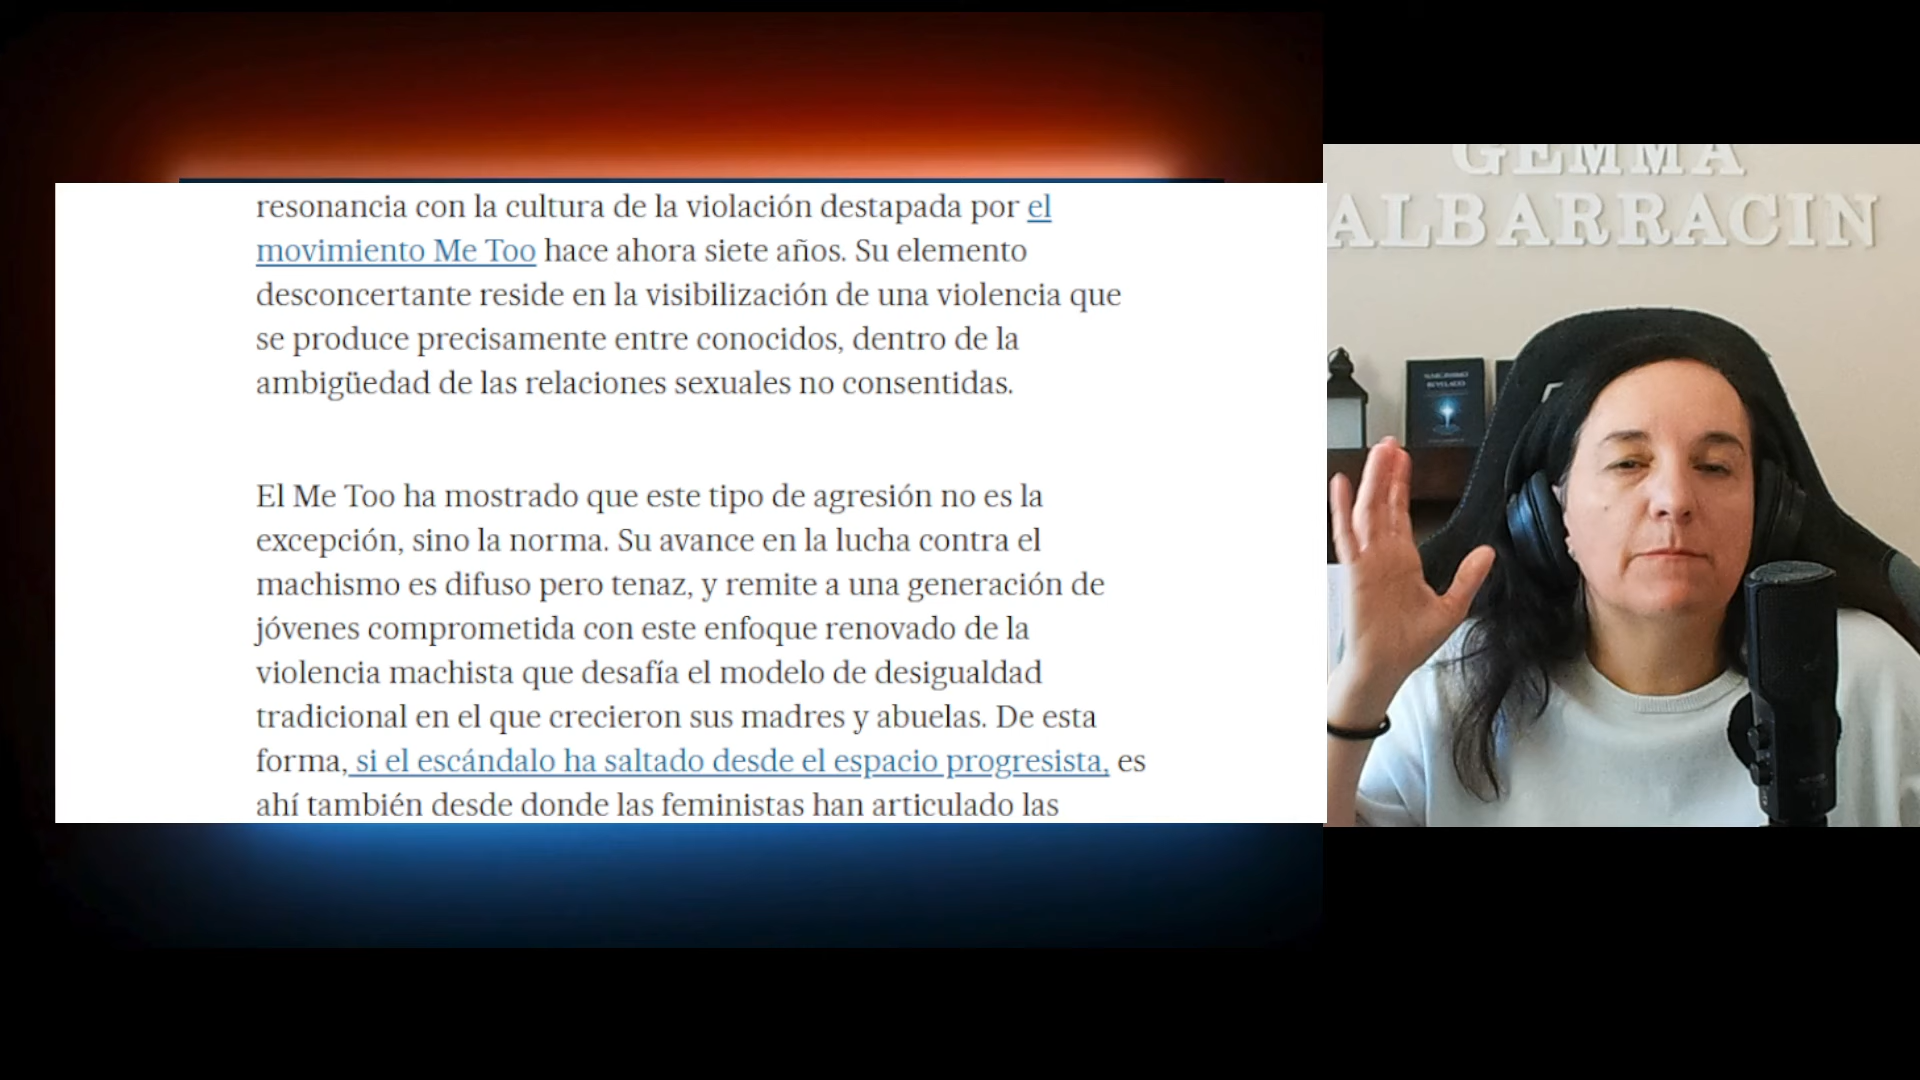 resonancia con la cultura de la violación destapada por el
movimiento Me Too hace ahora siete años. Su elemento
desconcertante reside en la visibilización de una violencia que
se produce precisamente entre conocidos, dentro de la
ambigüedad de las relaciones sexuales no consentidas.
El Me Too ha mostrado que este tipo de agresión no es la
excepción, sino la norma. Su avance en la lucha contra el
machismo es difuso pero tenaz, y remite a una generación de
jóvenes comprometida con este enfoque renovado de la
violencia machista que desafía el modelo de desigualdad
tradicional en el que crecieron sus madres y abuelas. De esta
forma, si el escándalo ha saltado desde el espacio progresista, es
ahí también desde donde las feministas han articulado las
GEMMA
ALBARRACIN